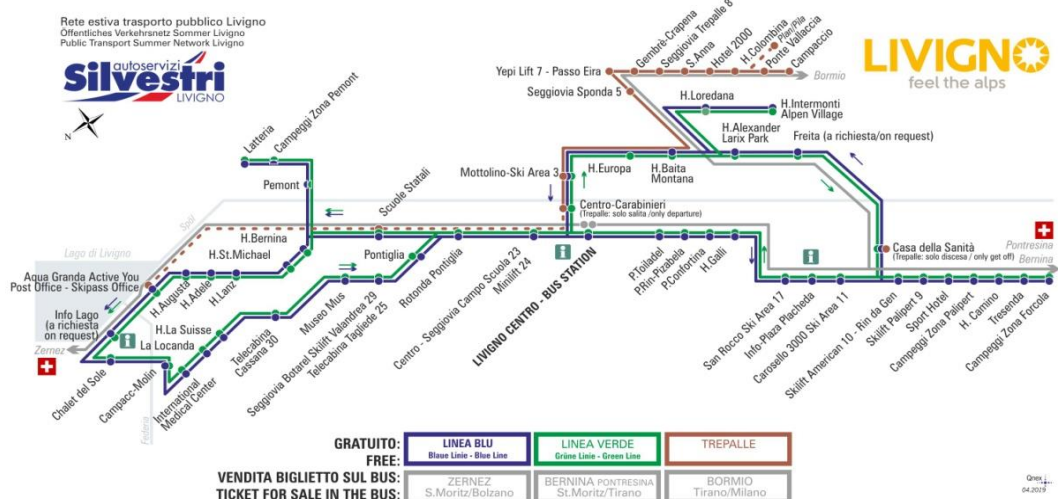 Rete estiva trasporto pubblico Livigno
Öffentliches Verkehrsnetz Sommer Livigno
Public Transport Summer Network Livigno
autoservizi
Silvestri
LIVIGNO
N
LIVIGNO
feel the alps
Gembrè-Crapena
Seggiovia Trepalle 8
S.Anna
Hotel 2000
H.Colombina
Plan/Pila
Ponte Vallaccia
Campaccio
Bormio
Yepi Lift 7 - Passo Eira
Seggiovia Sponda 5
H.Loredana
H.Intermonti
Alpen Village
H.Alexander
Larix Park
Freita (a richiesta/on request)
Latteria
Campeggi Zona Pemont
Pemont
Scuole Statali
Mottolino-Ski Area 3
H.Europa
H.Baita
Montana
Centro-Carabinieri
(Trepalle: solo salita /only departure)
Spöl
Lago di Livigno
H.Bernina
H.St.Michael
Pontiglia
Casa della Sanità
(Trepalle: solo discesa / only get off)
Pontresina
Bernina
Aqua Granda Active You
Post Office - Skipass Office
H.Augusta
H.Adele
H.Lanz
Info Lago
(a richiesta
on request)
Zernez
H.La Suisse
La Locanda
Chalet del Sole
Campacc-Molin
Federia
International
Medical Center
Telecabina
Cassana 30
Museo Mus
Seggiovia Botarel Skilift Valandrea 29
Telecabina Tagliede 25
Rotonda Pontiglia
Centro - Seggiovia Campo Scuola 23
Minilift 24
LIVIGNO CENTRO - BUS STATION
P.Toiladel
P.Rin-Pizabela
P.Confortina
H.Galli
San Rocco Ski Area 17
Info-Plaza Placheda
Carosello 3000 Ski Area 11
Skilift American 10 - Rin da Gen
Skilift Palipert 9
Sport Hotel
Campeggi Zona Palipert
H. Camino
Tresenda
Campeggi Zona Forcola
GRATUITO:
FREE:
LINEA BLU
Blaue Linie - Blue Line
LINEA VERDE
Grüne Linie - Green Line
TREPALLE
VENDITA BIGLIETTO SUL BUS:
TICKET FOR SALE IN THE BUS:
ZERNEZ
S.Moritz/Bolzano
BERNINA PONTRESINA
St.Moritz/Tirano
BORMIO
Tirano/Milano
Qnex
04.2019